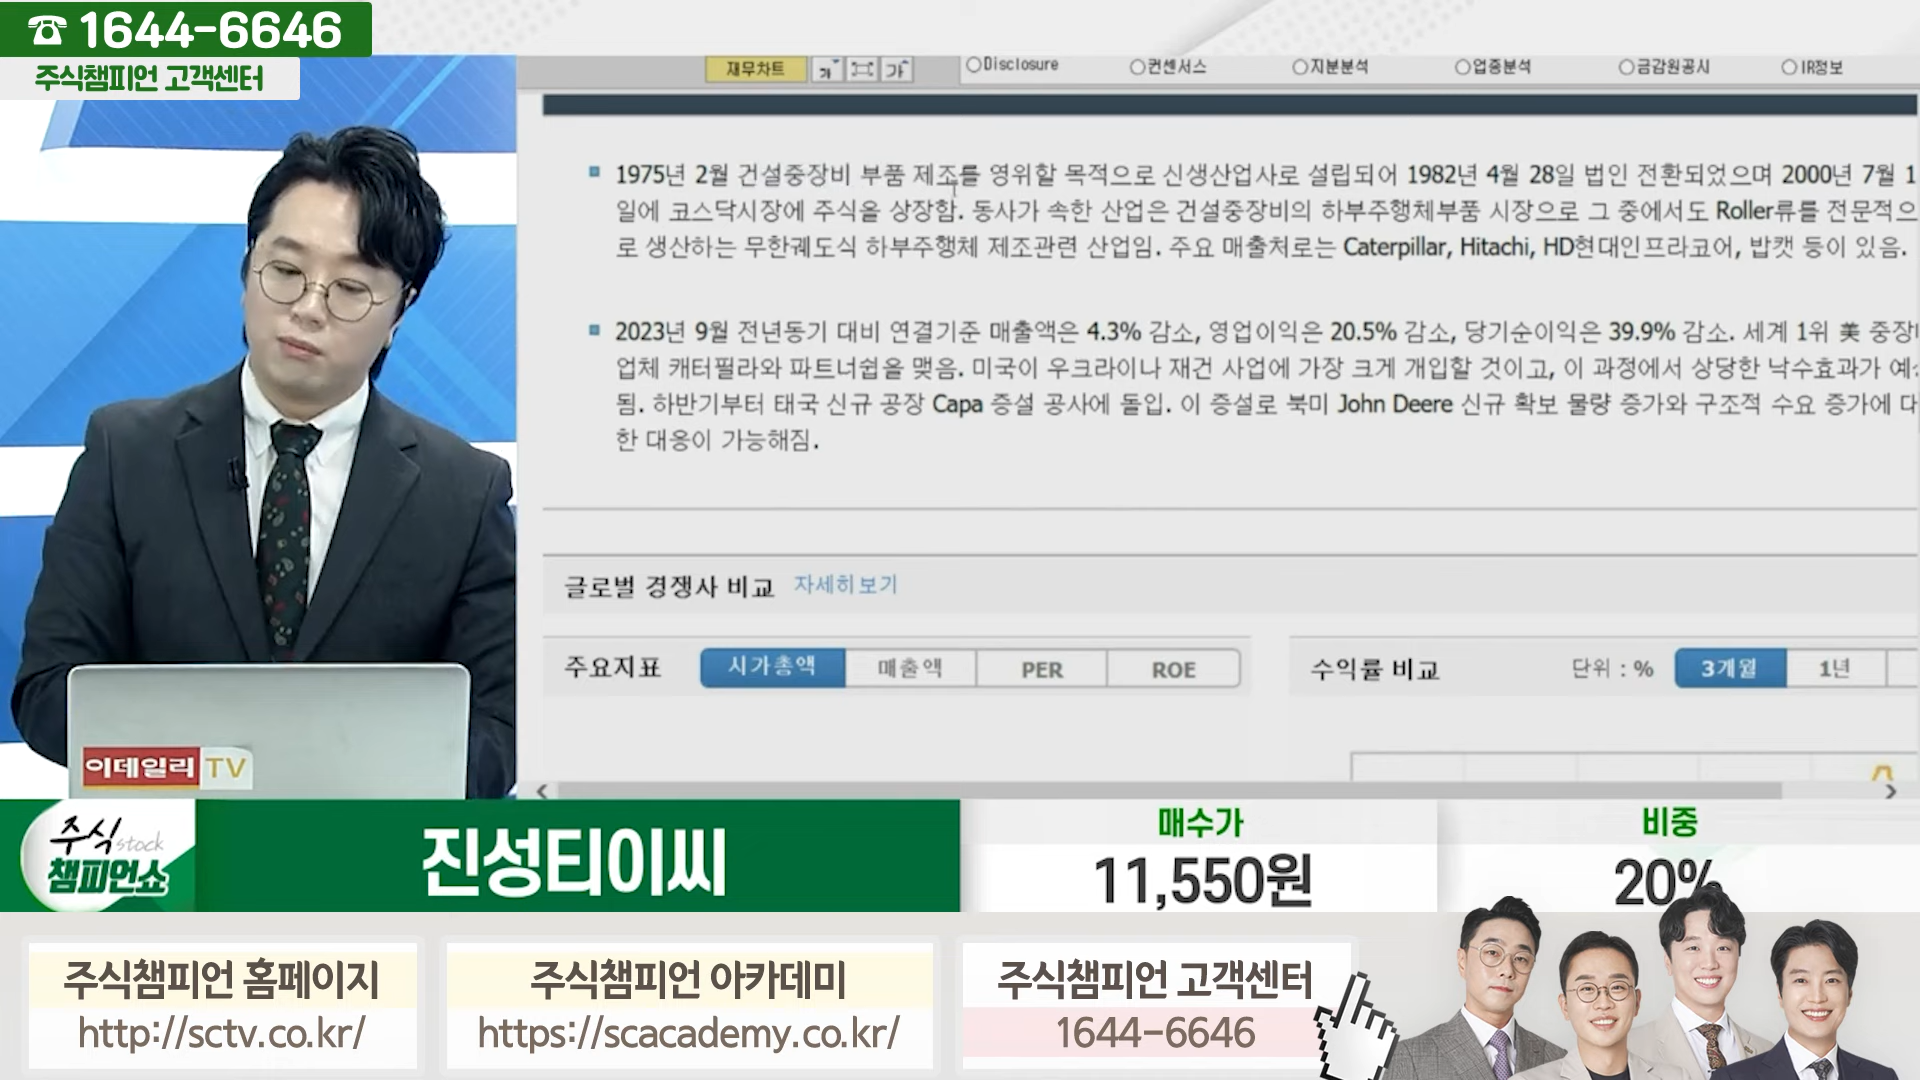 ☎ 1644-6646
주식챔피언 고객센터
재무차트 가 가 ○Disclosure ○컨센서스 ○지분분석 ○업종분석 ○금감원공시 ○IR정보
1975년 2월 건설중장비 부품 제조를 영위할 목적으로 신생산업사로 설립되어 1982년 4월 28일 법인 전환되었으며 2000년 7월 1
일에 코스닥시장에 주식을 상장함. 동사가 속한 산업은 건설중장비의 하부주행체부품 시장으로 그 중에서도 Roller류를 전문적으
로 생산하는 무한궤도식 하부주행체 제조관련 산업임. 주요 매출처로는 Caterpillar, Hitachi, HD현대인프라코어, 밥캣 등이 있음.
2023년 9월 전년동기 대비 연결기준 매출액은 4.3% 감소, 영업이익은 20.5% 감소, 당기순이익은 39.9% 감소. 세계 1위 美 중장
업체 캐터필라와 파트너쉽을 맺음. 미국이 우크라이나 재건 사업에 가장 크게 개입할 것이고, 이 과정에서 상당한 낙수효과가 예
됨. 하반기부터 태국 신규 공장 Capa 증설 공사에 돌입. 이 증설로 북미 John Deere 신규 확보 물량 증가와 구조적 수요 증가에 대
한 대응이 가능해짐.
글로벌 경쟁사 비교 자세히보기
주요지표 시가총액 매출액 PER ROE 수익률 비교 단위 : % 3개월 1년
이데일리 TV
주식 stock
챔피언쇼
진성티이씨
매수가
11,550원
비중
20%
주식챔피언 홈페이지
http://sctv.co.kr/
주식챔피언 아카데미
https://scacademy.co.kr/
주식챔피언 고객센터
1644-6646